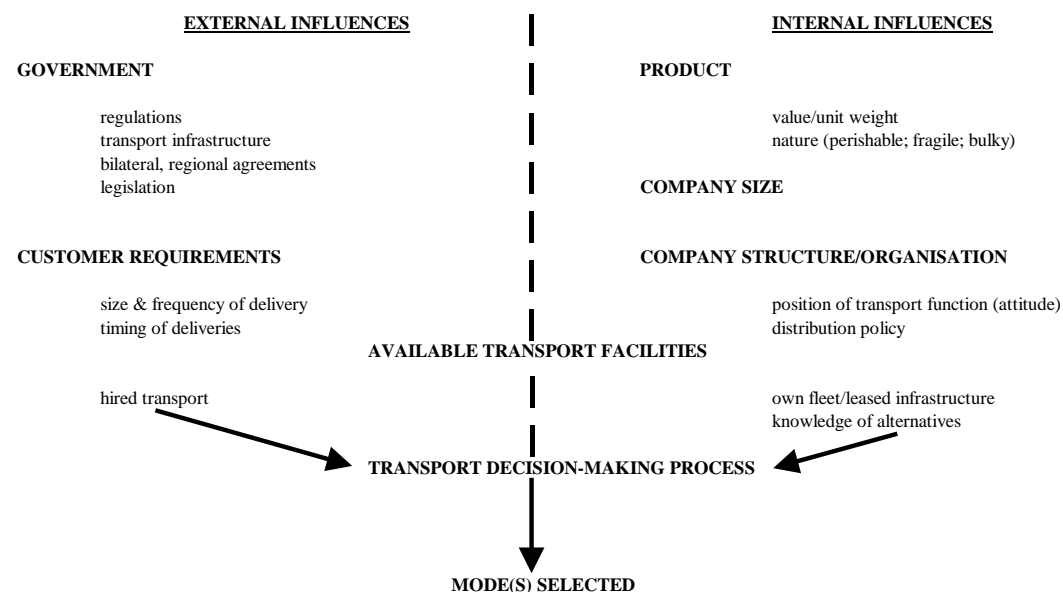 EXTERNAL INFLUENCES
INTERNAL INFLUENCES
GOVERNMENT
PRODUCT
regulations
transport infrastructure
bilateral, regional agreements
legislation
value/unit weight
nature (perishable; fragile; bulky)
COMPANY SIZE
CUSTOMER REQUIREMENTS
COMPANY STRUCTURE/ORGANISATION
size & frequency of delivery
timing of deliveries
position of transport function (attitude)
distribution policy
AVAILABLE TRANSPORT FACILITIES
hired transport
own fleet/leased infrastructure
knowledge of alternatives
TRANSPORT DECISION-MAKING PROCESS
MODE(S) SELECTED